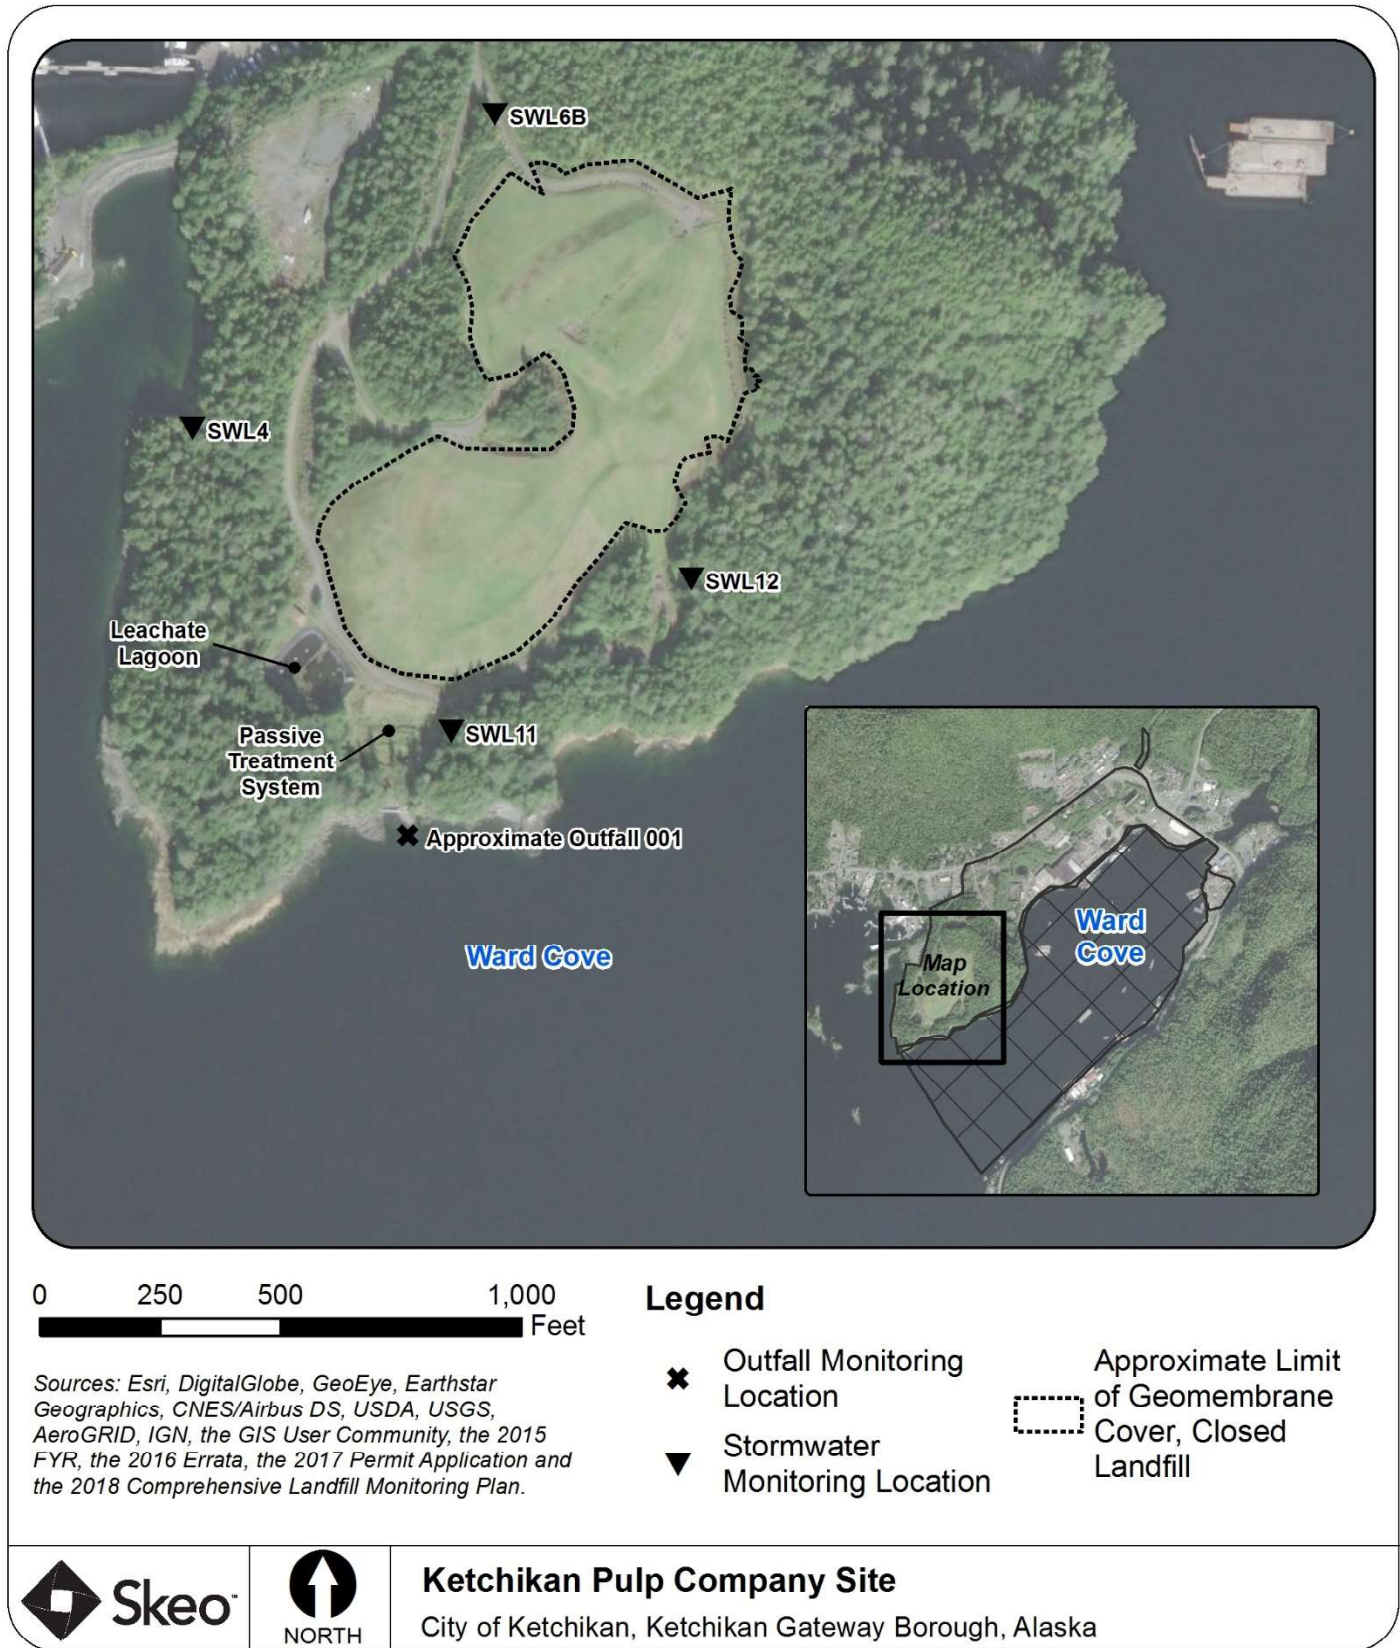 SWL6B
SWL4
SWL12
Leachate
Lagoon
Passive
Treatment
System
SWL11
Approximate Outfall 001
Ward Cove
Ward
Cove
Map
Location
0 250 500 1,000
Feet
Sources: Esri, DigitalGlobe, GeoEye, Earthstar
Geographics, CNES/Airbus DS, USDA, USGS,
AeroGRID, IGN, the GIS User Community, the 2015
FYR, the 2016 Errata, the 2017 Permit Application and
the 2018 Comprehensive Landfill Monitoring Plan.
Legend
Outfall Monitoring
Location
Stormwater
Monitoring Location
Approximate Limit
of Geomembrane
Cover, Closed
Landfill
Skeo™
NORTH
Ketchikan Pulp Company Site
City of Ketchikan, Ketchikan Gateway Borough, Alaska